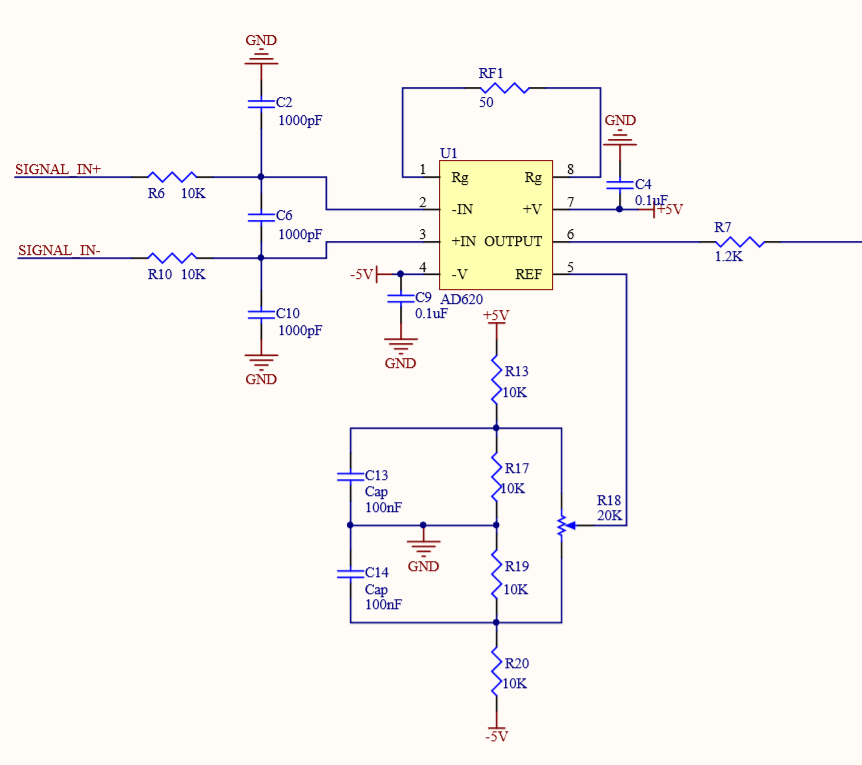 GND
C2
1000pF
RF1
50
GND
U1
C4
0.1uF
+5V
SIGNAL_IN+
R6 10K
1 Rg Rg 8
2 -IN +V 7
3 +IN OUTPUT 6
4 -V REF 5
C6
1000pF
R7
1.2K
SIGNAL_IN-
R10 10K
-5V
C9
0.1uF
AD620
GND
C10
1000pF
GND
+5V
R13
10K
C13
Cap
100nF
R17
10K
R18
20K
GND
C14
Cap
100nF
R19
10K
R20
10K
-5V